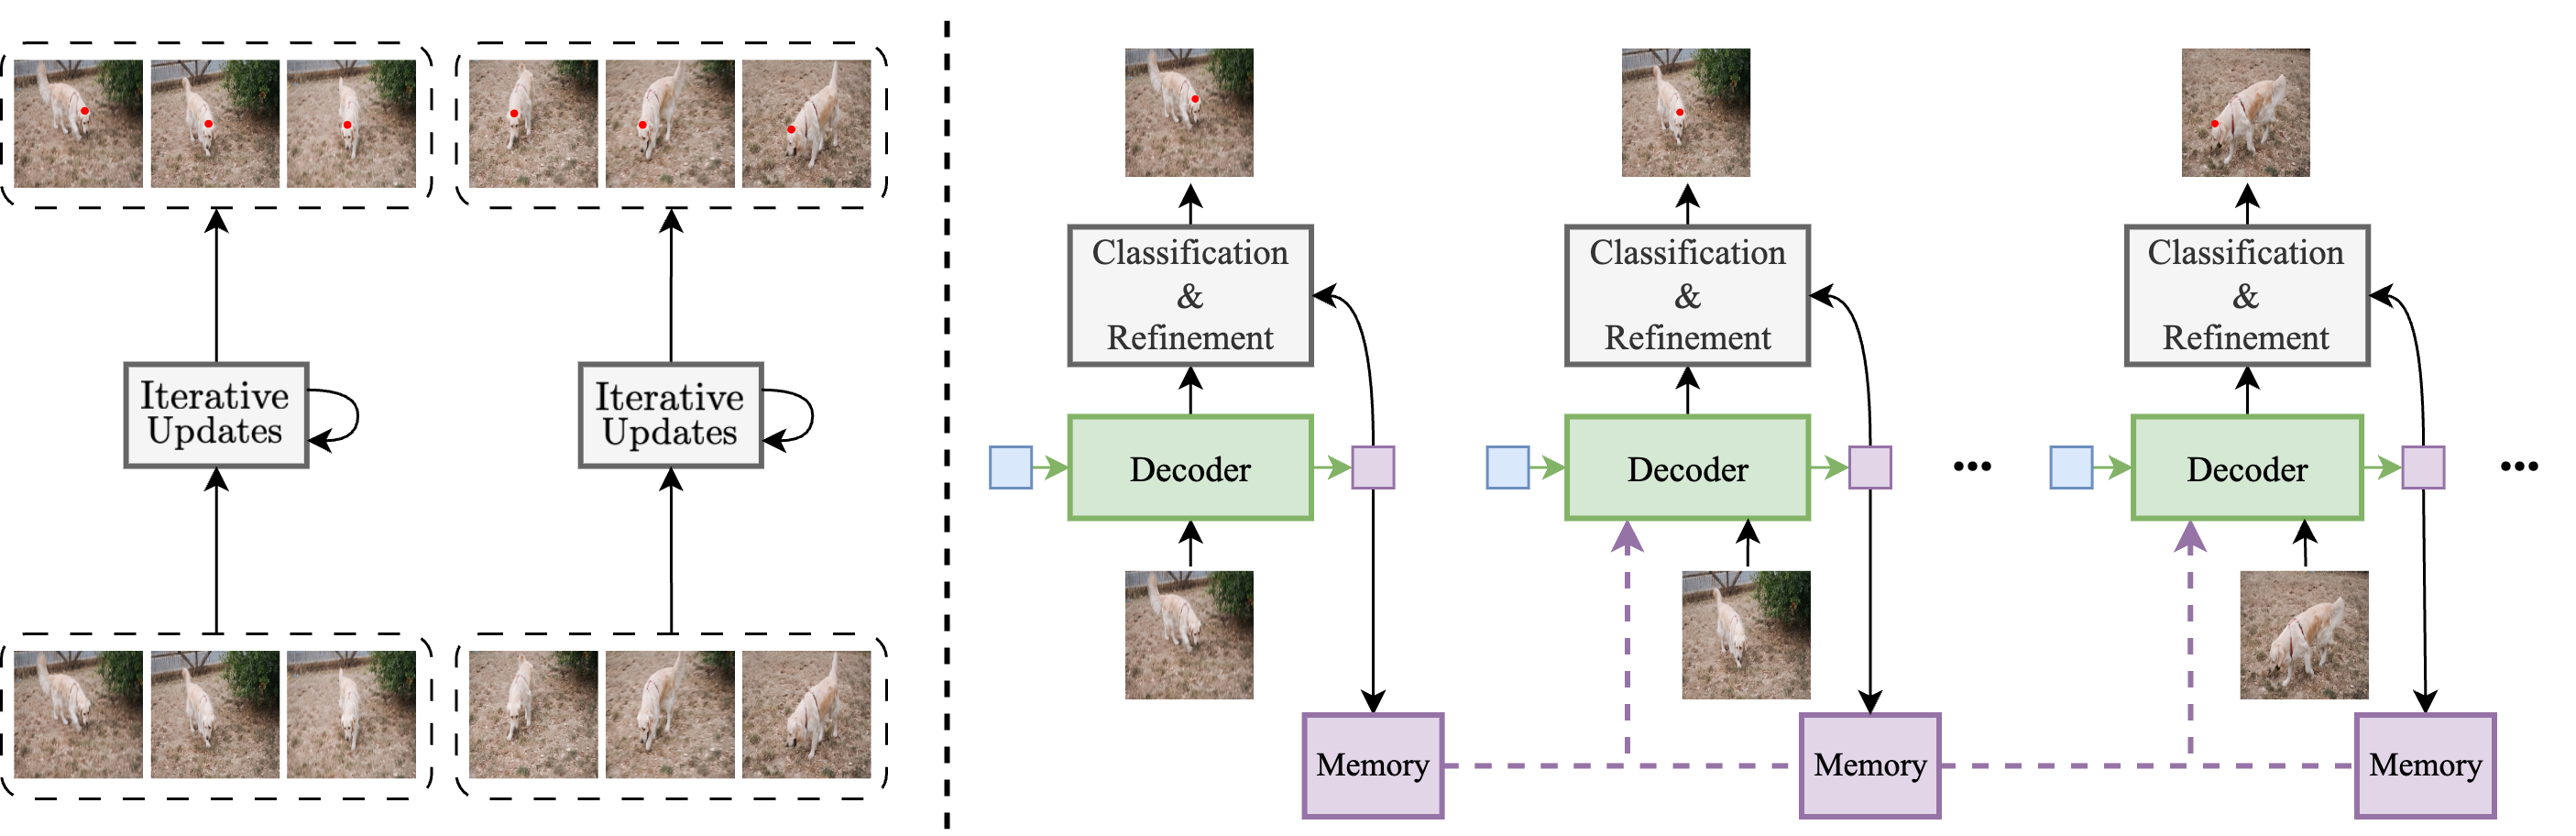 Iterative
Updates
Iterative
Updates
Classification
&
Refinement
Decoder
Memory
Classification
&
Refinement
Decoder
Memory
...
Classification
&
Refinement
Decoder
Memory
...